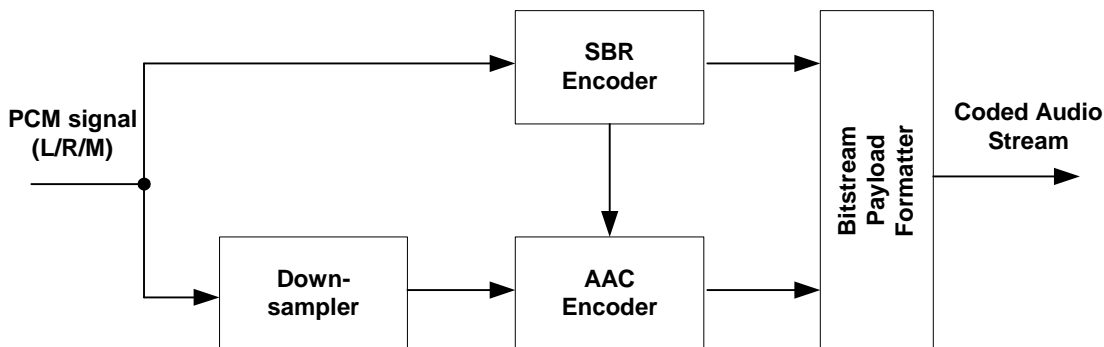 SBR
Encoder
PCM signal
(L/R/M)
Coded Audio
Stream
Bitstream
Payload
Formatter
Down-
sampler
AAC
Encoder